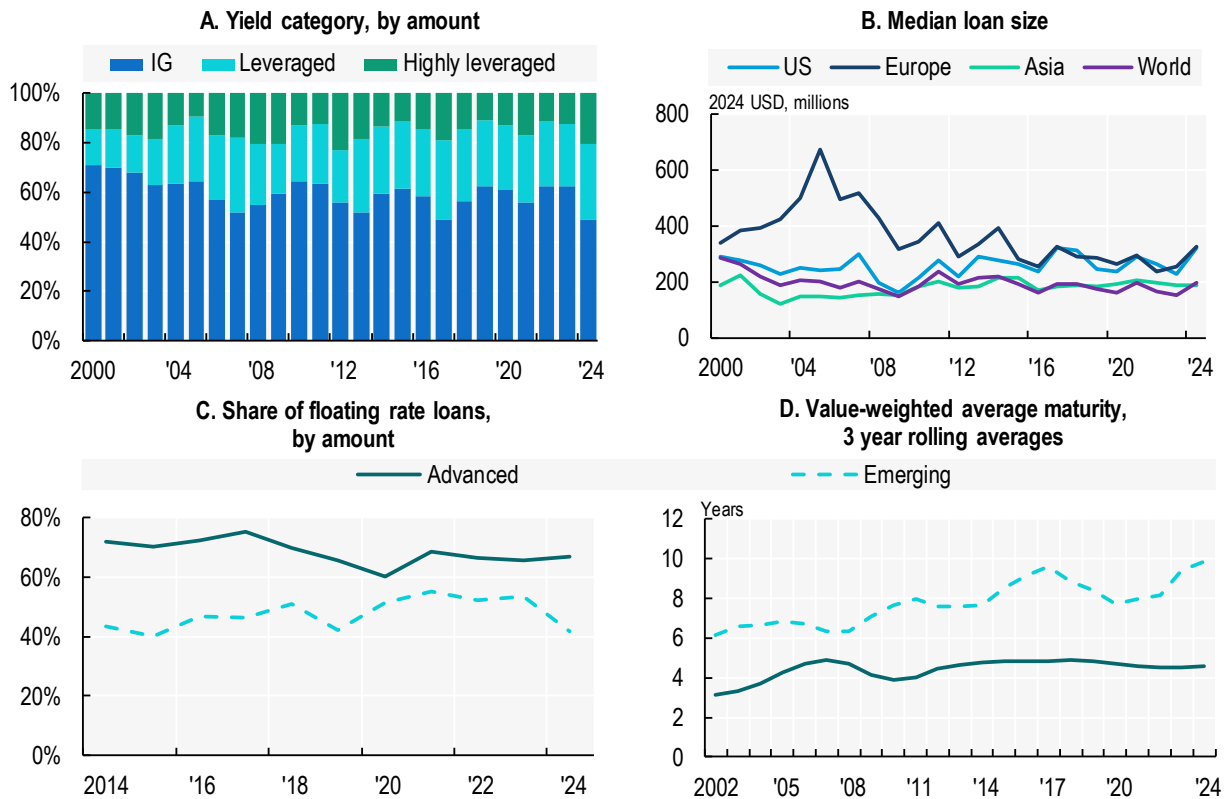 A. Yield category, by amount
IG Leveraged Highly leveraged
100%
80%
60%
40%
20%
0%
2000 '04 '08 '12 '16 '20 '24
B. Median loan size
US Europe Asia World
2024 USD, millions
800
600
400
200
0
2000 '04 '08 '12 '16 '20 '24
C. Share of floating rate loans,
by amount
D. Value-weighted average maturity,
3 year rolling averages
Advanced Emerging
80%
60%
40%
20%
0%
2014 '16 '18 '20 '22 '24
Years
12
10
8
6
4
2
0
2002 '05 '08 '11 '14 '17 '20 '24